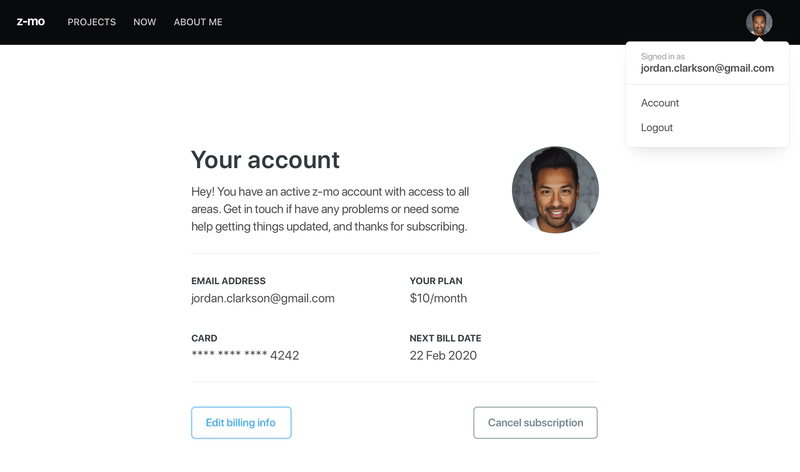 z-mo
PROJECTS
NOW
ABOUT ME
Signed in as
jordan.clarkson@gmail.com
Account
Logout
Your account
Hey! You have an active z-mo account with access to all
areas. Get in touch if have any problems or need some
help getting things updated, and thanks for subscribing.
EMAIL ADDRESS
jordan.clarkson@gmail.com
YOUR PLAN
$10/month
CARD
**** **** **** 4242
NEXT BILL DATE
22 Feb 2020
Edit billing info
Cancel subscription